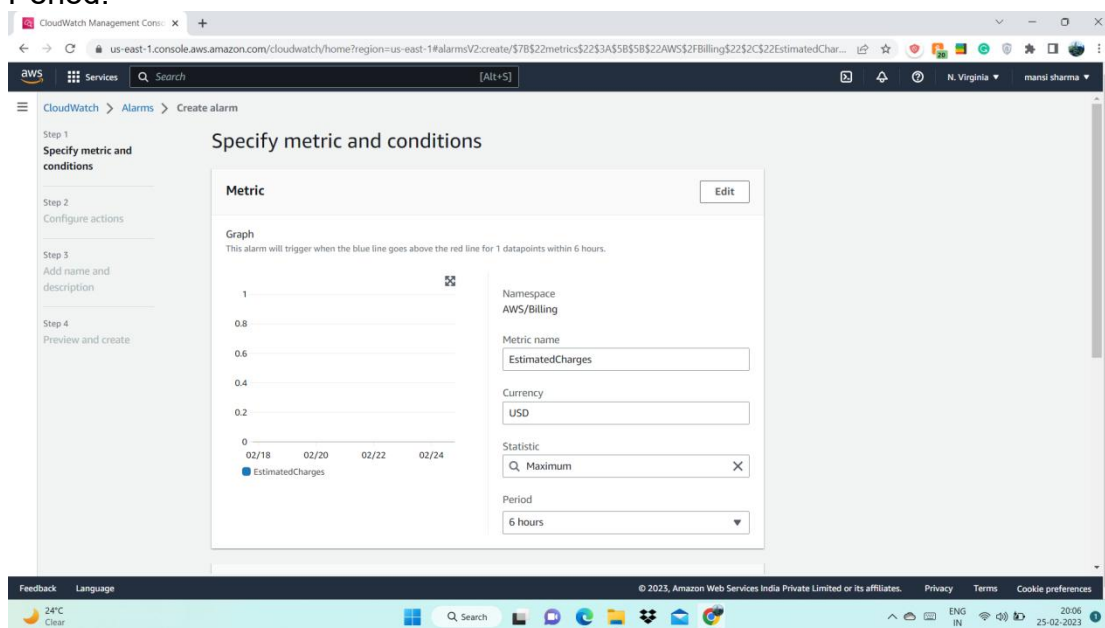 Period.
CloudWatch Management Conso
us-east-1.console.aws.amazon.com/cloudwatch/home?region=us-east-1#alarmsV2:create/$7B$22metrics$22$3A$5B$5B$22AWS$2FBilling$22$2C$22EstimatedChar...
20
aws Services Search [Alt+S] N. Virginia mansi sharma
CloudWatch > Alarms > Create alarm
Step 1
Specify metric and
conditions
Step 2
Configure actions
Step 3
Add name and
description
Step 4
Preview and create
Specify metric and conditions
Metric
Edit
Graph
This alarm will trigger when the blue line goes above the red line for 1 datapoints within 6 hours.
1
0.8
0.6
0.4
0.2
0
02/18 02/20 02/22 02/24
EstimatedCharges
Namespace
AWS/Billing
Metric name
EstimatedCharges
Currency
USD
Statistic
Maximum
Period
6 hours
Feedback Language © 2023, Amazon Web Services India Private Limited or its affiliates. Privacy Terms Cookie preferences
24°C
Clear
Search
ENG
IN
20:06
25-02-2023
1